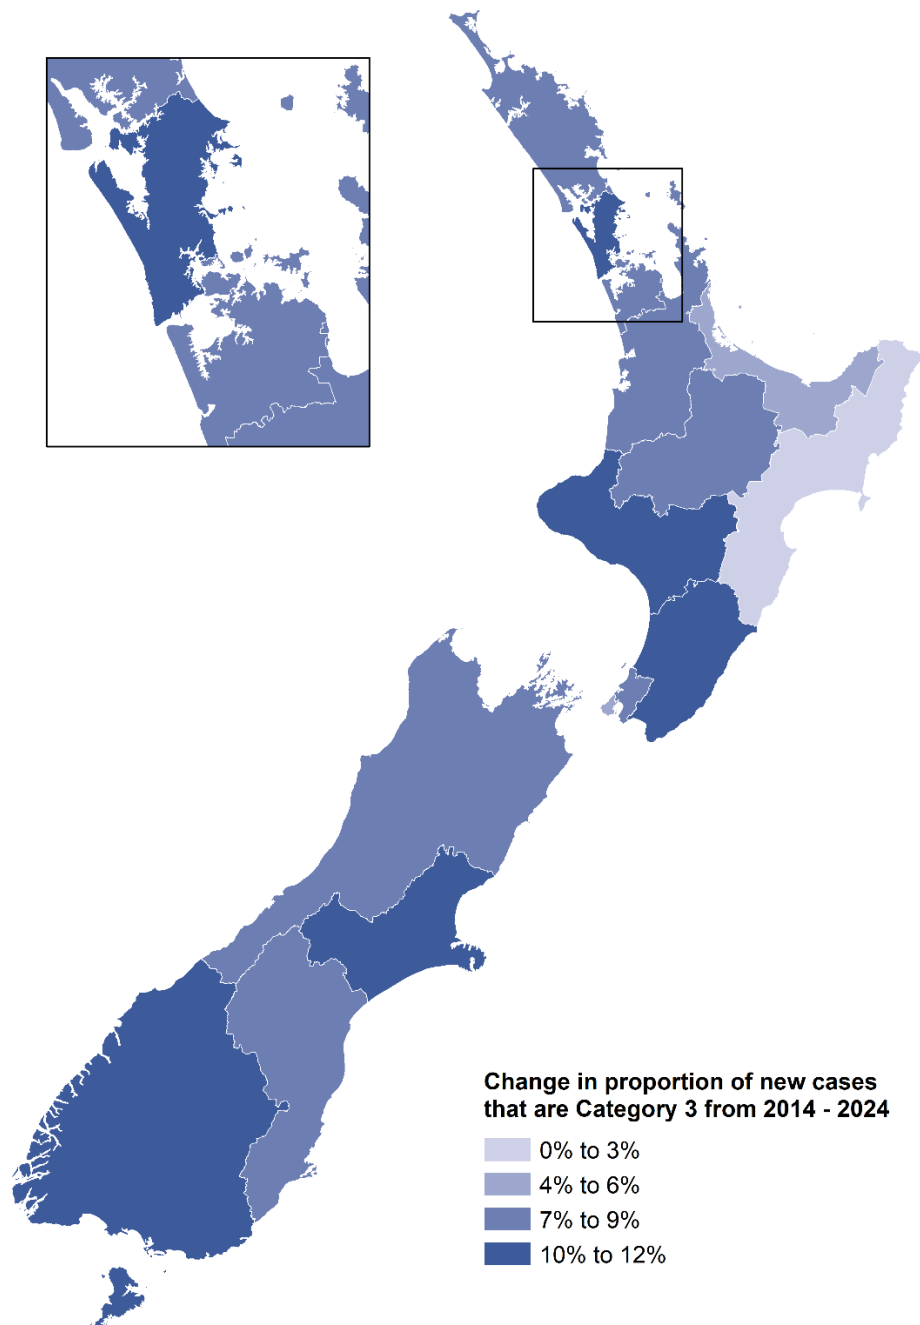 Change in proportion of new cases
that are Category 3 from 2014 - 2024
0% to 3%
4% to 6%
7% to 9%
10% to 12%